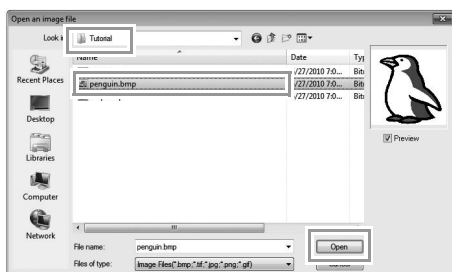 Open an image file
Look in
Tutorial
Name
Date
Typ
/27/2010 7:0... Bit
penguin.bmp
/27/2010 7:0... Bit
/27/2010 7:0... Bit
Recent Places
Desktop
Libraries
Computer
Network
Preview
File name:
penguin.bmp
Open
Files of type:
Image Files(*.bmp;*.tif;*.jpg;*.png;*.gif)